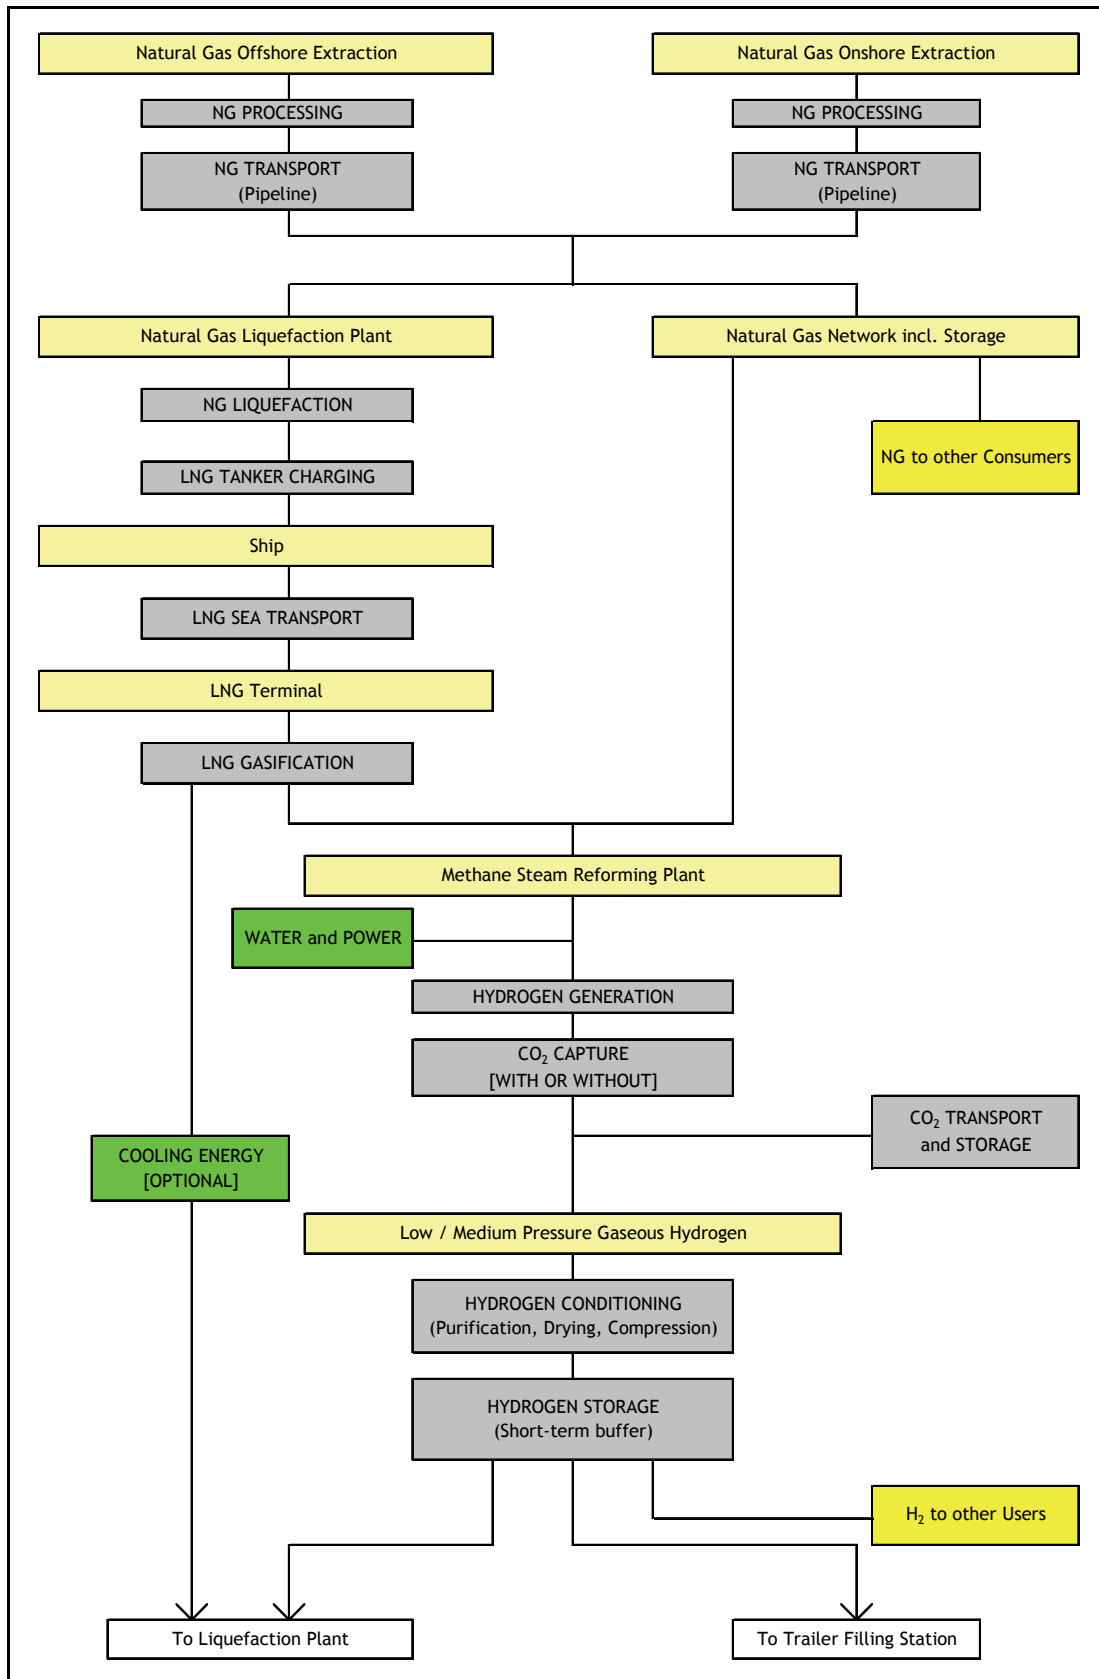 Natural Gas Offshore Extraction
Natural Gas Onshore Extraction
NG PROCESSING
NG PROCESSING
NG TRANSPORT
(Pipeline)
NG TRANSPORT
(Pipeline)
Natural Gas Liquefaction Plant
Natural Gas Network incl. Storage
NG LIQUEFACTION
NG to other Consumers
LNG TANKER CHARGING
Ship
LNG SEA TRANSPORT
LNG Terminal
LNG GASIFICATION
Methane Steam Reforming Plant
WATER and POWER
HYDROGEN GENERATION
CO₂ CAPTURE
[WITH OR WITHOUT]
CO₂ TRANSPORT
and STORAGE
COOLING ENERGY
[OPTIONAL]
Low / Medium Pressure Gaseous Hydrogen
HYDROGEN CONDITIONING
(Purification, Drying, Compression)
HYDROGEN STORAGE
(Short-term buffer)
H₂ to other Users
To Liquefaction Plant
To Trailer Filling Station